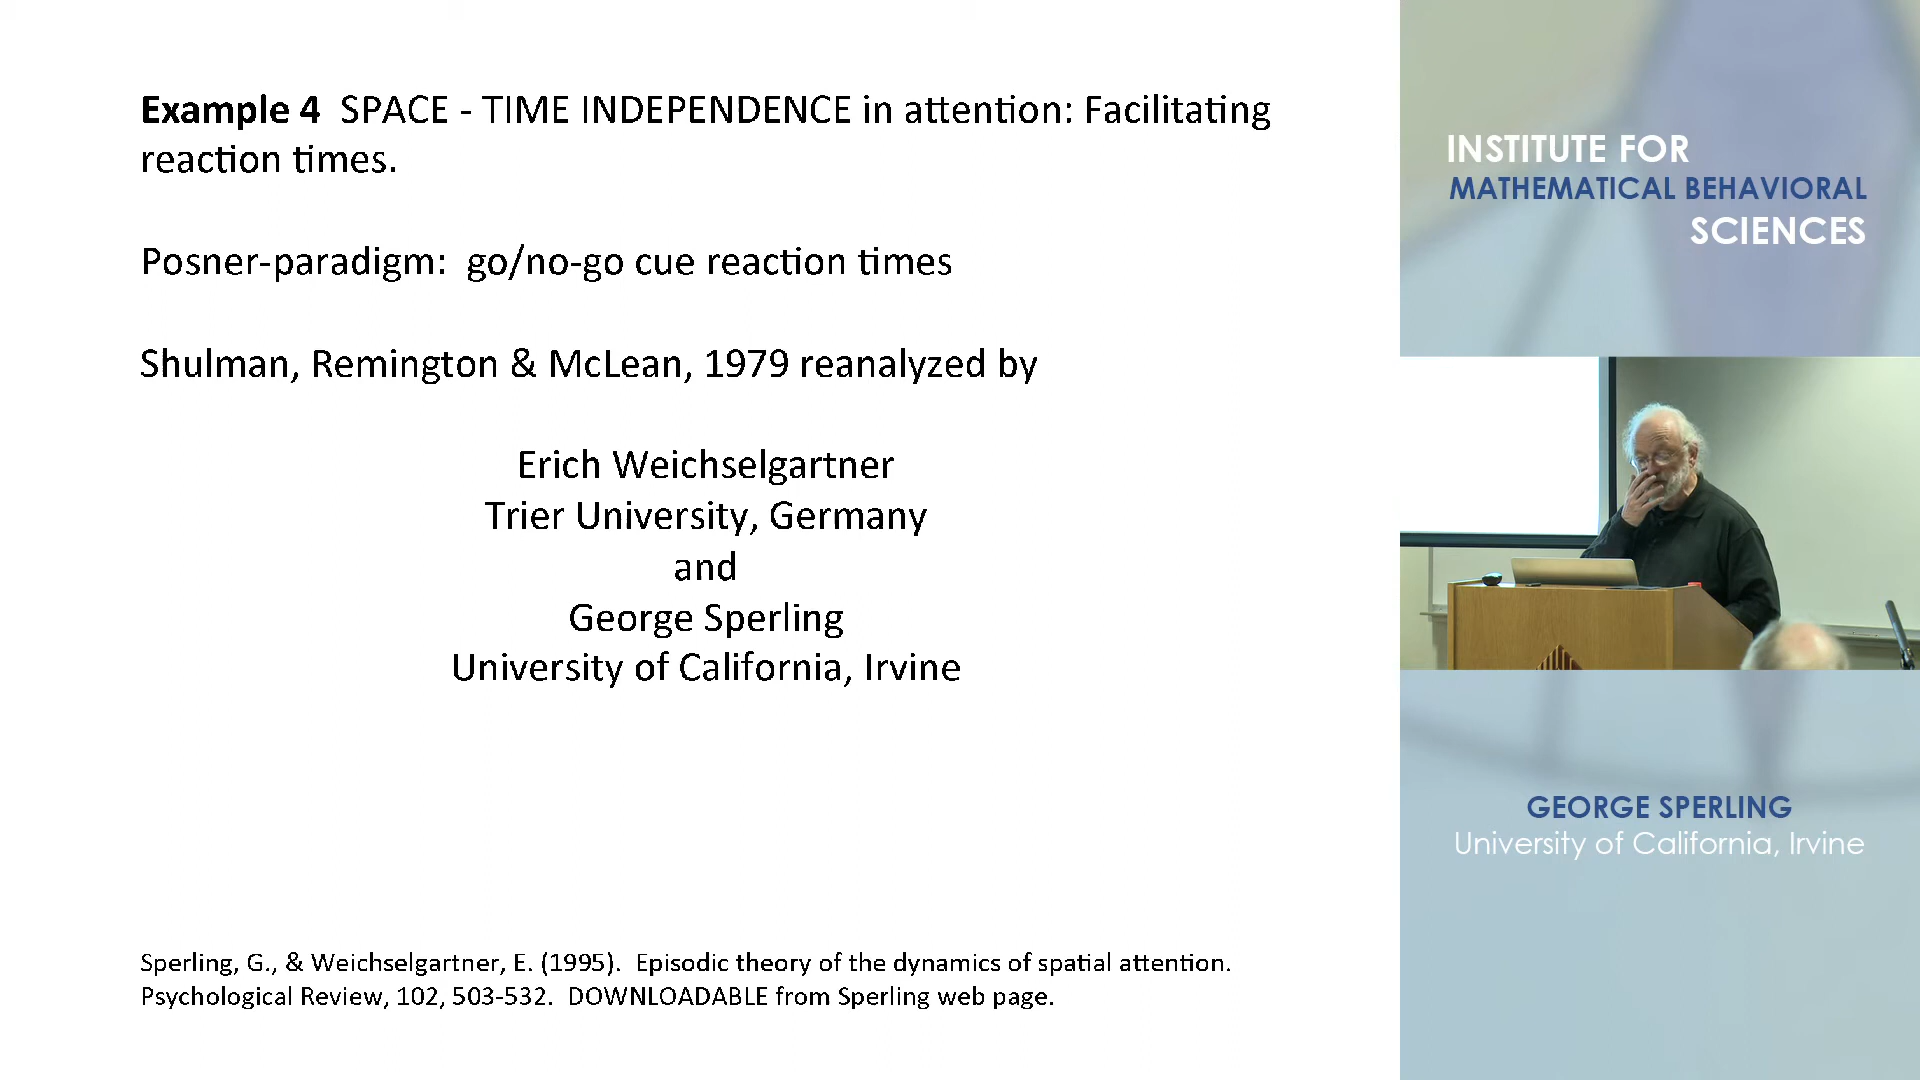 Example 4 SPACE - TIME INDEPENDENCE in attention: Facilitating
reaction times.
Posner-paradigm: go/no-go cue reaction times
Shulman, Remington & McLean, 1979 reanalyzed by
Erich Weichselgartner
Trier University, Germany
and
George Sperling
University of California, Irvine
Sperling, G., & Weichselgartner, E. (1995). Episodic theory of the dynamics of spatial attention.
Psychological Review, 102, 503-532. DOWNLOADABLE from Sperling web page.
INSTITUTE FOR
MATHEMATICAL BEHAVIORAL
SCIENCES
GEORGE SPERLING
University of California, Irvine